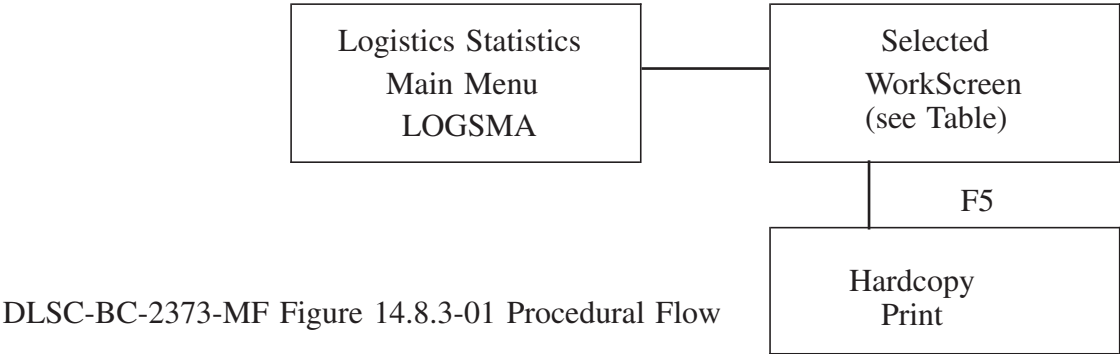 Logistics Statistics
Main Menu
LOGSMA
Selected
WorkScreen
(see Table)
F5
Hardcopy
Print
DLSC-BC-2373-MF Figure 14.8.3-01 Procedural Flow